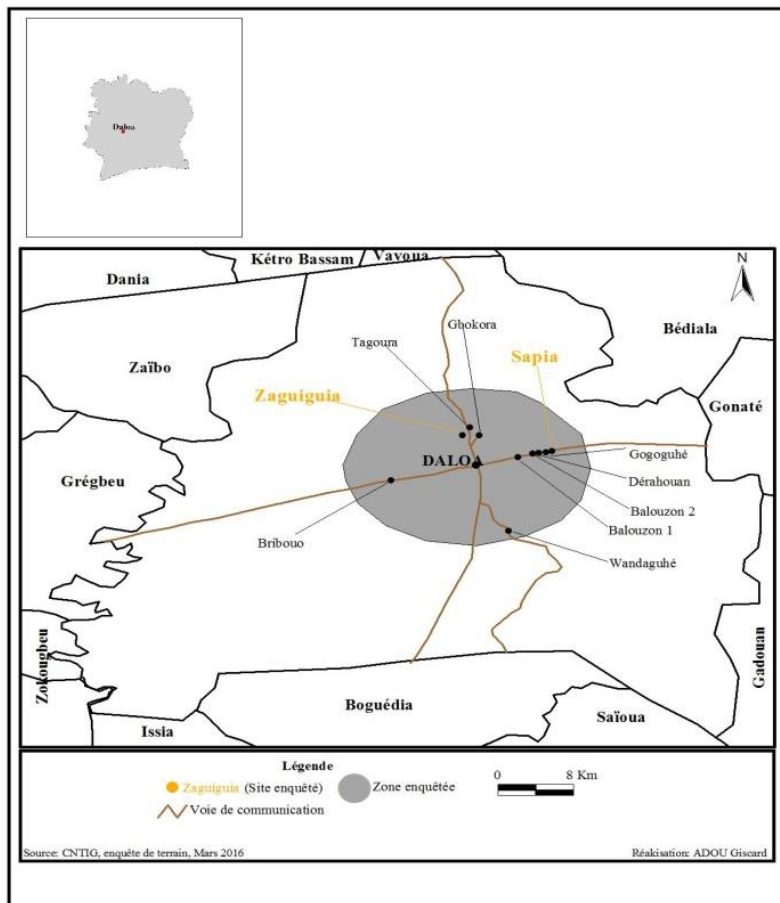 Daloa
Kétro Bassam
Vavoua
Dania
N
Gbokora
Bédiala
Tagoura
Sapia
Zaïbo
Zaguiguia
Gonaté
DALOA
Gogoguhé
Grégbeu
Dérahouan
Balouzon 2
Balouzon 1
Bribouo
Wandaguhé
Zokougbeu
Gadouan
Boguédia
Saïoua
Issia
Légende
0 8 Km
Zaguiguia (Site enquêté)
Zone enquêtée
Voie de communication
Source: CNTIG, enquête de terrain, Mars 2016
Réakisation: ADOU Giscard